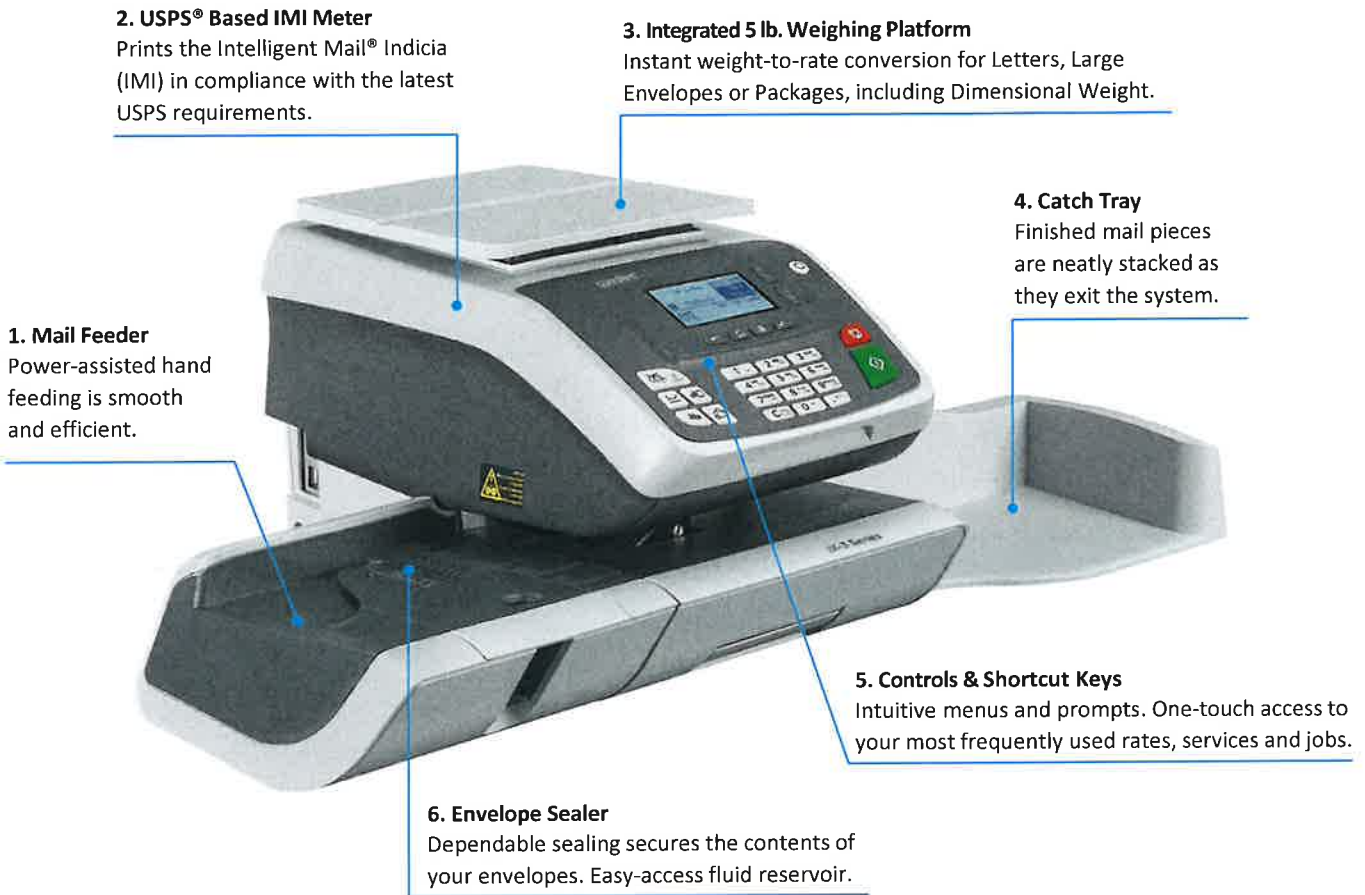 2. USPS® Based IMI Meter
Prints the Intelligent Mail® Indicia
(IMI) in compliance with the latest
USPS requirements.
3. Integrated 5 lb. Weighing Platform
Instant weight-to-rate conversion for Letters, Large
Envelopes or Packages, including Dimensional Weight.
4. Catch Tray
Finished mail pieces
are neatly stacked as
they exit the system.
1. Mail Feeder
Power-assisted hand
feeding is smooth
and efficient.
5. Controls & Shortcut Keys
Intuitive menus and prompts. One-touch access to
your most frequently used rates, services and jobs.
6. Envelope Sealer
Dependable sealing secures the contents of
your envelopes. Easy-access fluid reservoir.